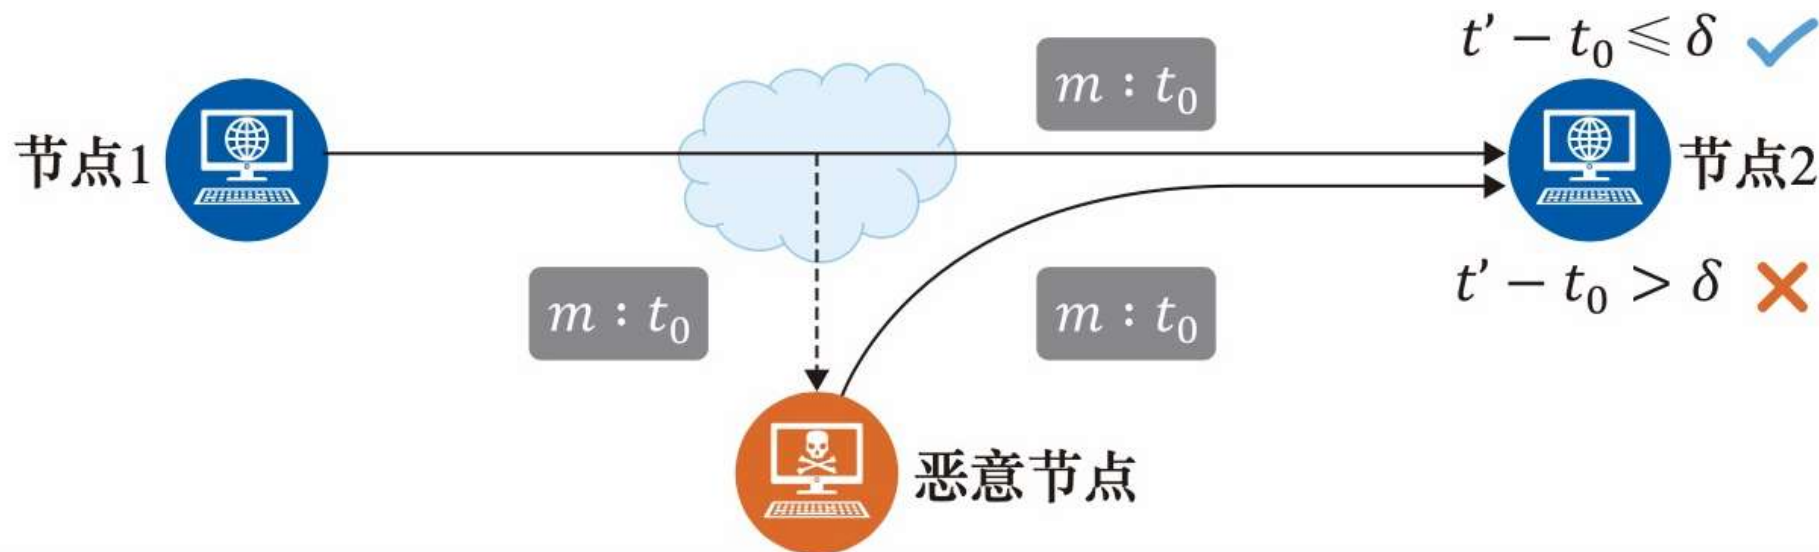 t' − t₀ ≤ δ
m : t₀
节点1
节点2
m : t₀
m : t₀
t' − t₀ > δ
恶意节点